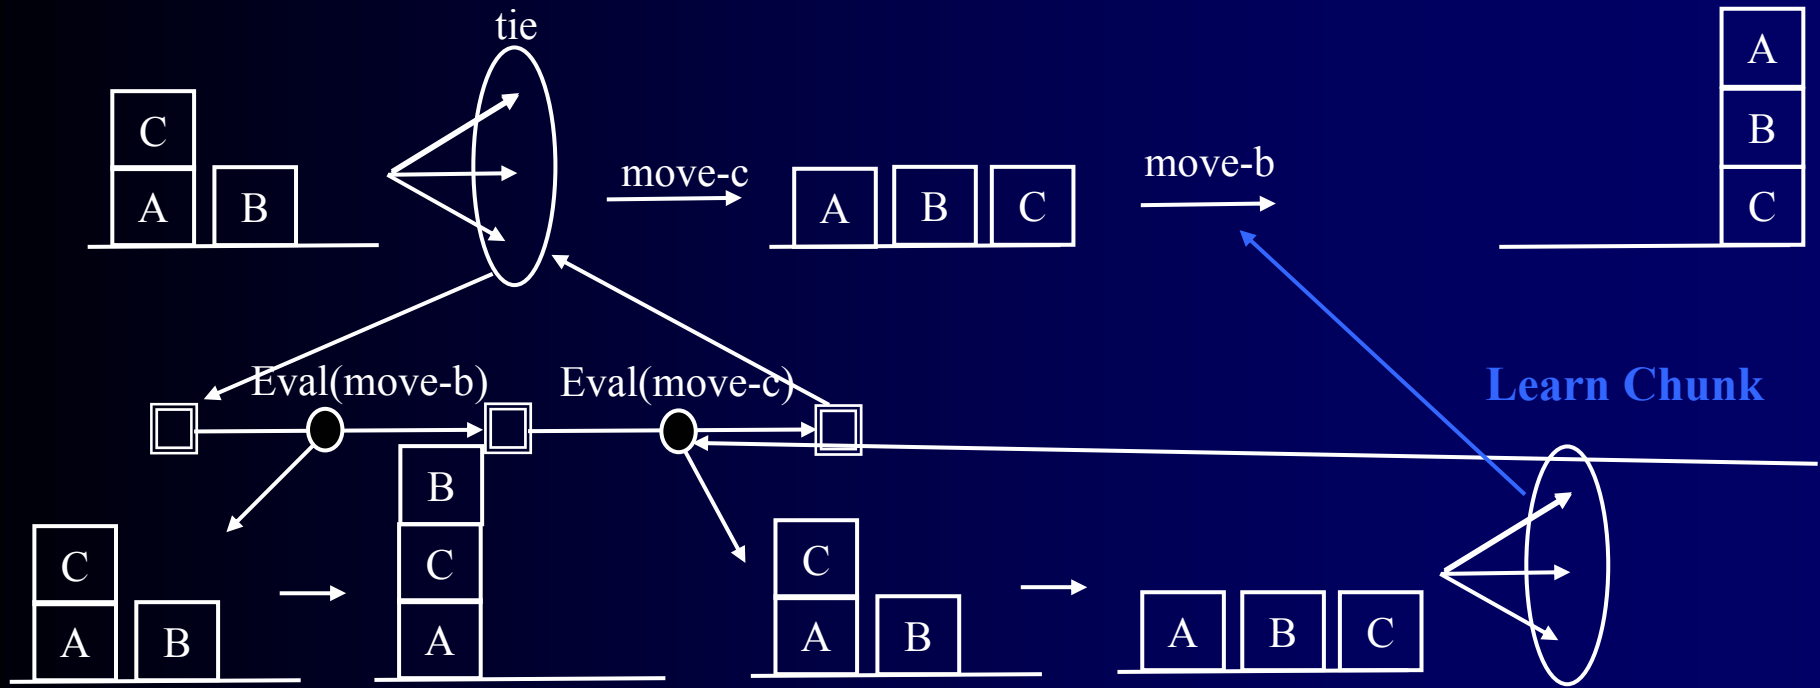 tie
C
A B
move-c
A B C
move-b
A
B
C
Eval(move-b) Eval(move-c)
Learn Chunk
C
A B
B
C
A
C
A B
A B C